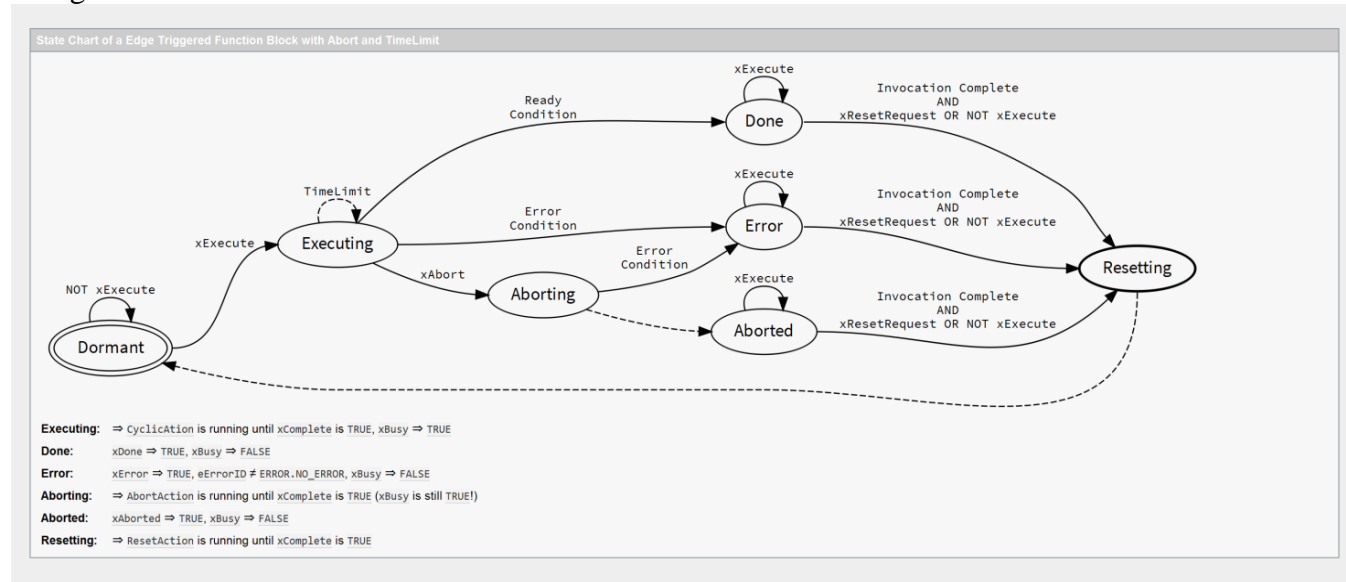 State Chart of a Edge Triggered Function Block with Abort and TimeLimit
xExecute
Invocation Complete
AND
xResetRequest OR NOT xExecute
Ready
Condition
Done
TimeLimit
xExecute
Invocation Complete
AND
xResetRequest OR NOT xExecute
Error
Condition
Error
xExecute
Executing
Error
Condition
Resetting
xAbort
xExecute
NOT xExecute
Aborting
Invocation Complete
AND
xResetRequest OR NOT xExecute
Aborted
Dormant
Executing: ⇒ CyclicAtion is running until xComplete is TRUE, xBusy ⇒ TRUE
Done: xDone ⇒ TRUE, xBusy ⇒ FALSE
Error: xError ⇒ TRUE, eErrorID ≠ ERROR.NO_ERROR, xBusy ⇒ FALSE
Aborting: ⇒ AbortAction is running until xComplete is TRUE (xBusy is still TRUE!)
Aborted: xAborted ⇒ TRUE, xBusy ⇒ FALSE
Resetting: ⇒ ResetAction is running until xComplete is TRUE